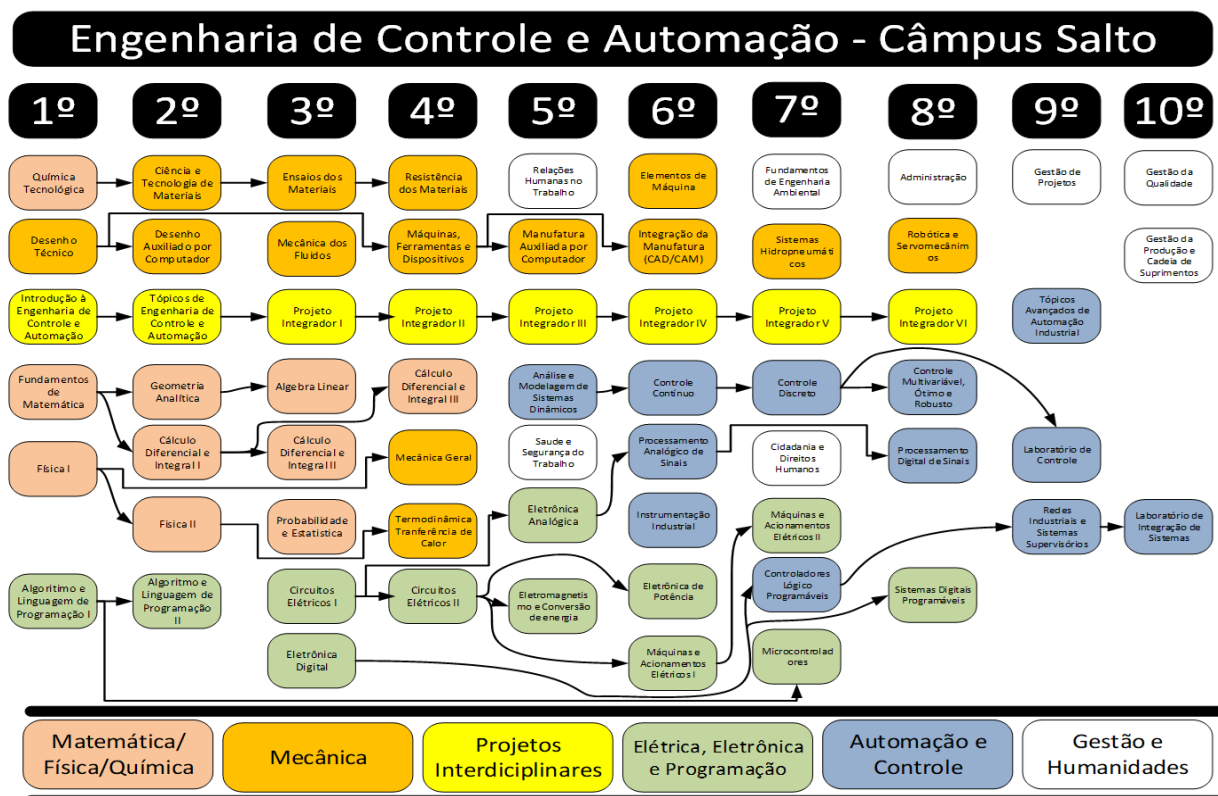 Engenharia de Controle e Automação - Câmpus Salto
1º
2º
3º
4º
5º
6º
7º
8º
9º
10º
Química
Tecnológica
Ciência e
Tecnologia de
Materiais
Ensaios dos
Materiais
Resistência
dos Materiais
Relações
Humanas no
Trabalho
Elementos de
Máquina
Fundamentos
de Engenharia
Ambiental
Administração
Gestão de
Projetos
Gestão da
Qualidade
Desenho
Técnico
Desenho
Auxiliado por
Computador
Mecânica dos
Fluidos
Máquinas,
Ferramentas e
Dispositivos
Manufatura
Auxiliada por
Computador
Integração da
Manufatura
(CAD/CAM)
Sistemas
Hidropneumáti
cos
Robótica e
Servomecânim
os
Gestão da
Produção e
Cadeia de
Suprimentos
Introdução à
Engenharia de
Controle e
Automação
Tópicos de
Engenharia de
Controle e
Automação
Projeto
Integrador I
Projeto
Integrador II
Projeto
Integrador III
Projeto
Integrador IV
Projeto
Integrador V
Projeto
Integrador VI
Tópicos
Avançados de
Automação
Industrial
Fundamentos
de
Matemática
Geometria
Analítica
Algebra Linear
Cálculo
Diferencial e
Integral III
Análise e
Modelagem de
Sistemas
Dinâmicos
Controle
Contínuo
Controle
Discreto
Controle
Multivariável,
Ótimo e
Robusto
Física I
Cálculo
Diferencial e
Integral I
Cálculo
Diferencial e
Integral II
Mecânica Geral
Saude e
Segurança do
Trabalho
Processamento
Analógico de
Sinais
Cidadania e
Direitos
Humanos
Processamento
Digital de Sinais
Laboratório de
Controle
Física II
Probabilidade
e Estatistica
Termodinâmica
Tranferência de
Calor
Eletrônica
Analógica
Instrumentação
Industrial
Máquinas e
Acionamentos
Elétricos II
Redes
Industriais e
Sistemas
Supervisórios
Laboratório de
Integração de
Sistemas
Algoritimo e
Linguagem de
Programação I
Algoritmo e
Linguagem de
Programação
II
Circuitos
Elétricos I
Circuitos
Elétricos II
Eletromagnetis
mo e Conversão
de energia
Eletrônica de
Potência
Controladores
Lógico
Programáveis
Sistemas Digitais
Programáveis
Eletrônica
Digital
Máquinas e
Acionamentos
Elétricos I
Microcontrolad
ores
Matemática/
Física/Química
Mecânica
Projetos
Interdiciplinares
Elétrica, Eletrônica
e Programação
Automação e
Controle
Gestão e
Humanidades